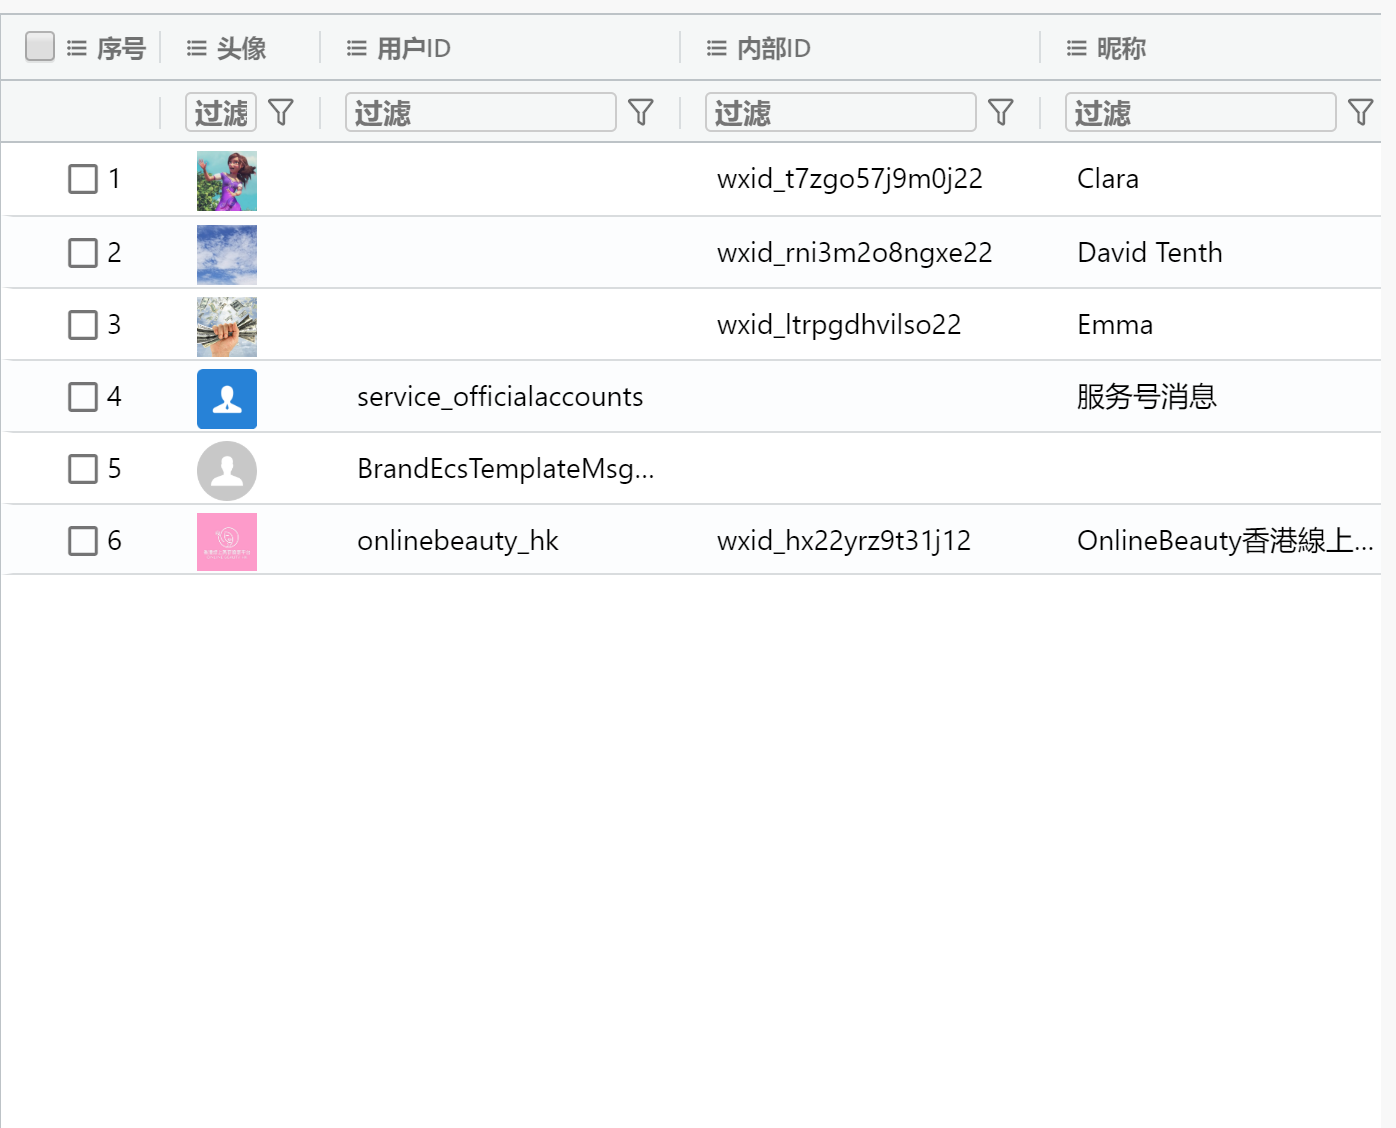 序号 头像 用户ID 内部ID 昵称
过滤 过滤 过滤 过滤
1 wxid_t7zgo57j9m0j22 Clara
2 wxid_rni3m2o8ngxe22 David Tenth
3 wxid_ltrpgdhvilso22 Emma
4 service_officialaccounts 服务号消息
5 BrandEcsTemplateMsg...
6 onlinebeauty_hk wxid_hx22yrz9t31j12 OnlineBeauty香港線上...